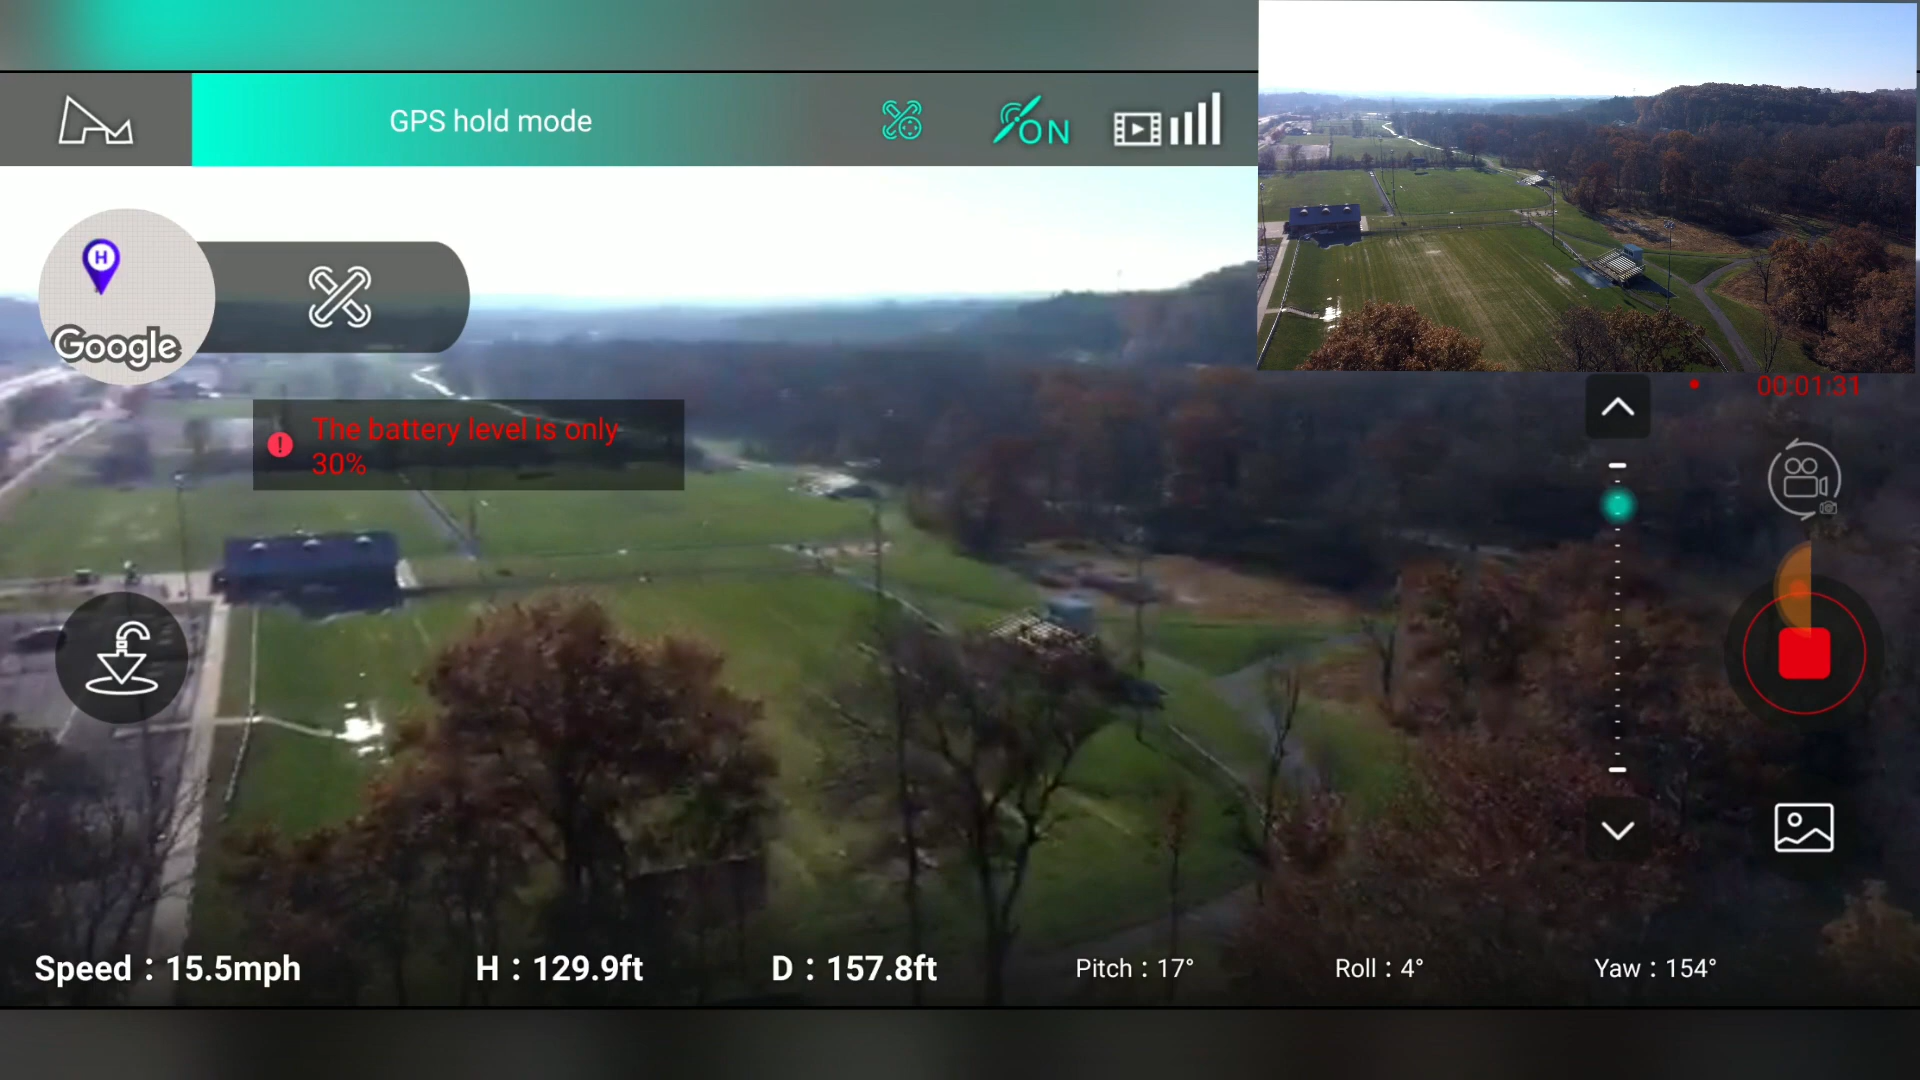 GPS hold mode
ON
H
Google
The battery level is only
30%
00:01:31
Speed : 15.5mph
H : 129.9ft
D : 157.8ft
Pitch : 17°
Roll : 4°
Yaw : 154°